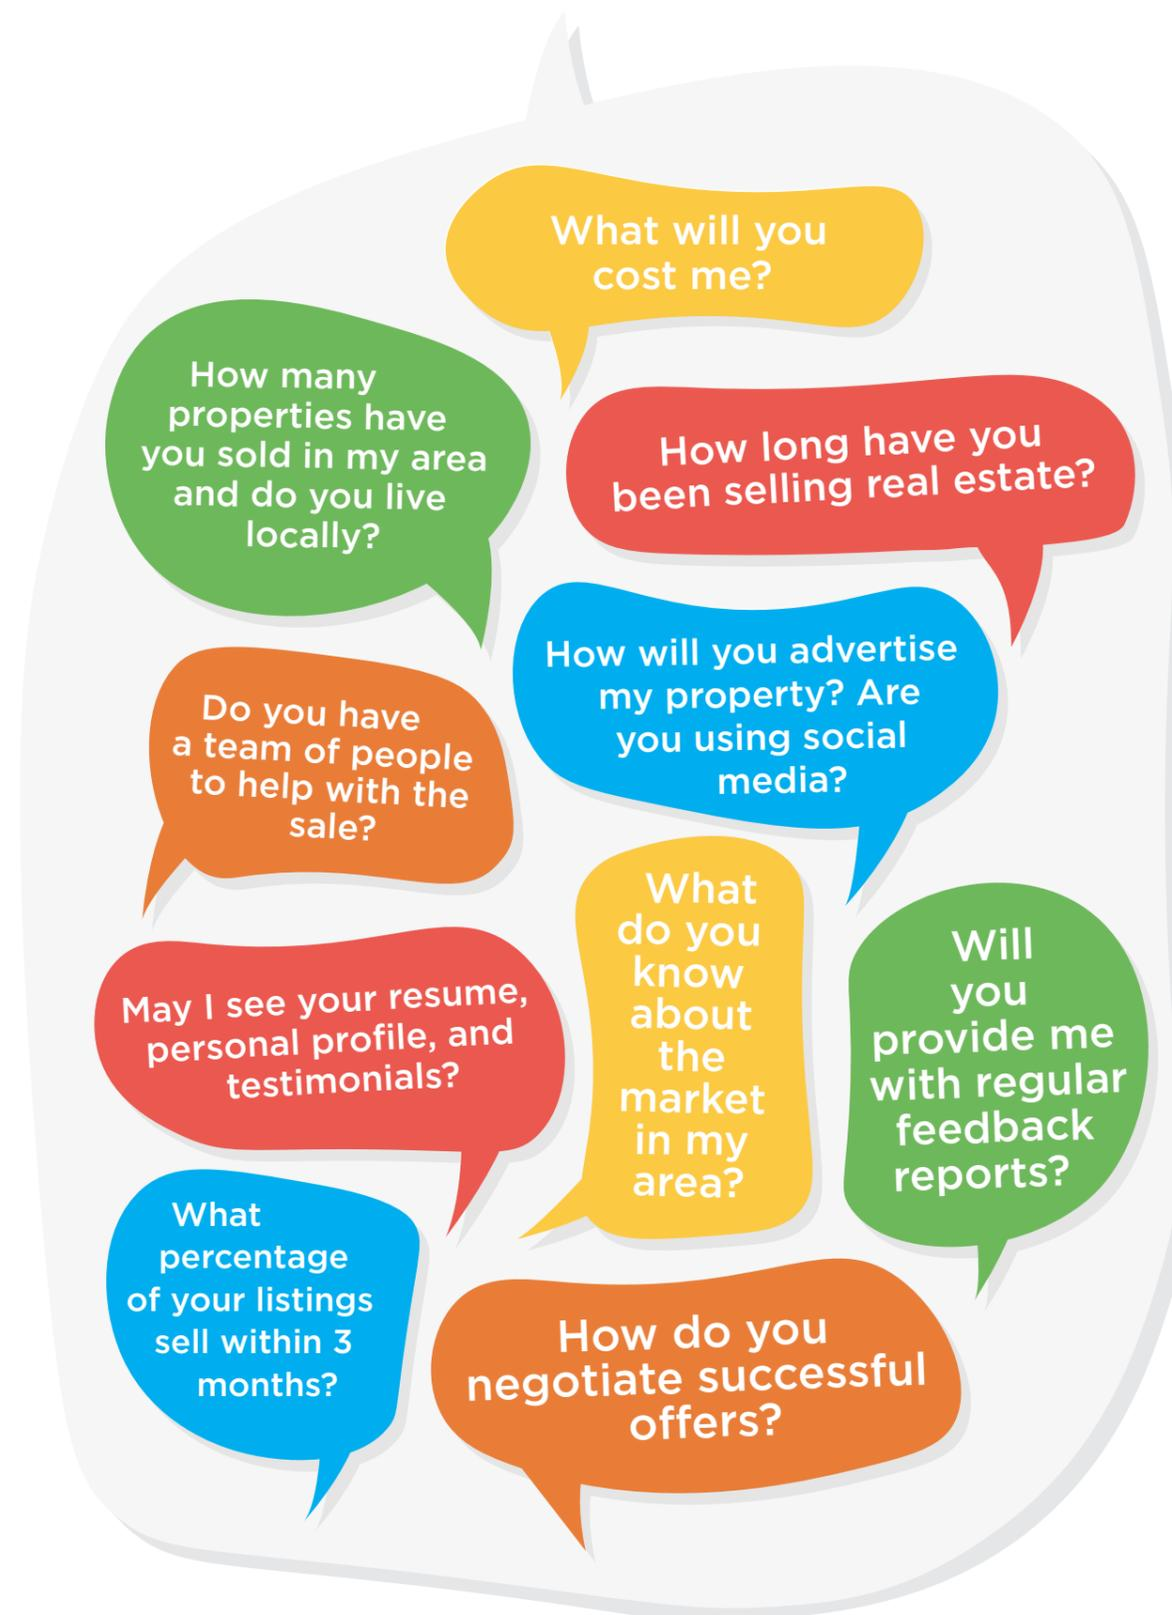 What will you
cost me?
How many
properties have
you sold in my area
and do you live
locally?
How long have you
been selling real estate?
How will you advertise
my property? Are
you using social
media?
Do you have
a team of people
to help with the
sale?
What
do you
know
about
the
market
in my
area?
Will
you
provide me
with regular
feedback
reports?
May I see your resume,
personal profile, and
testimonials?
What
percentage
of your listings
sell within 3
months?
How do you
negotiate successful
offers?